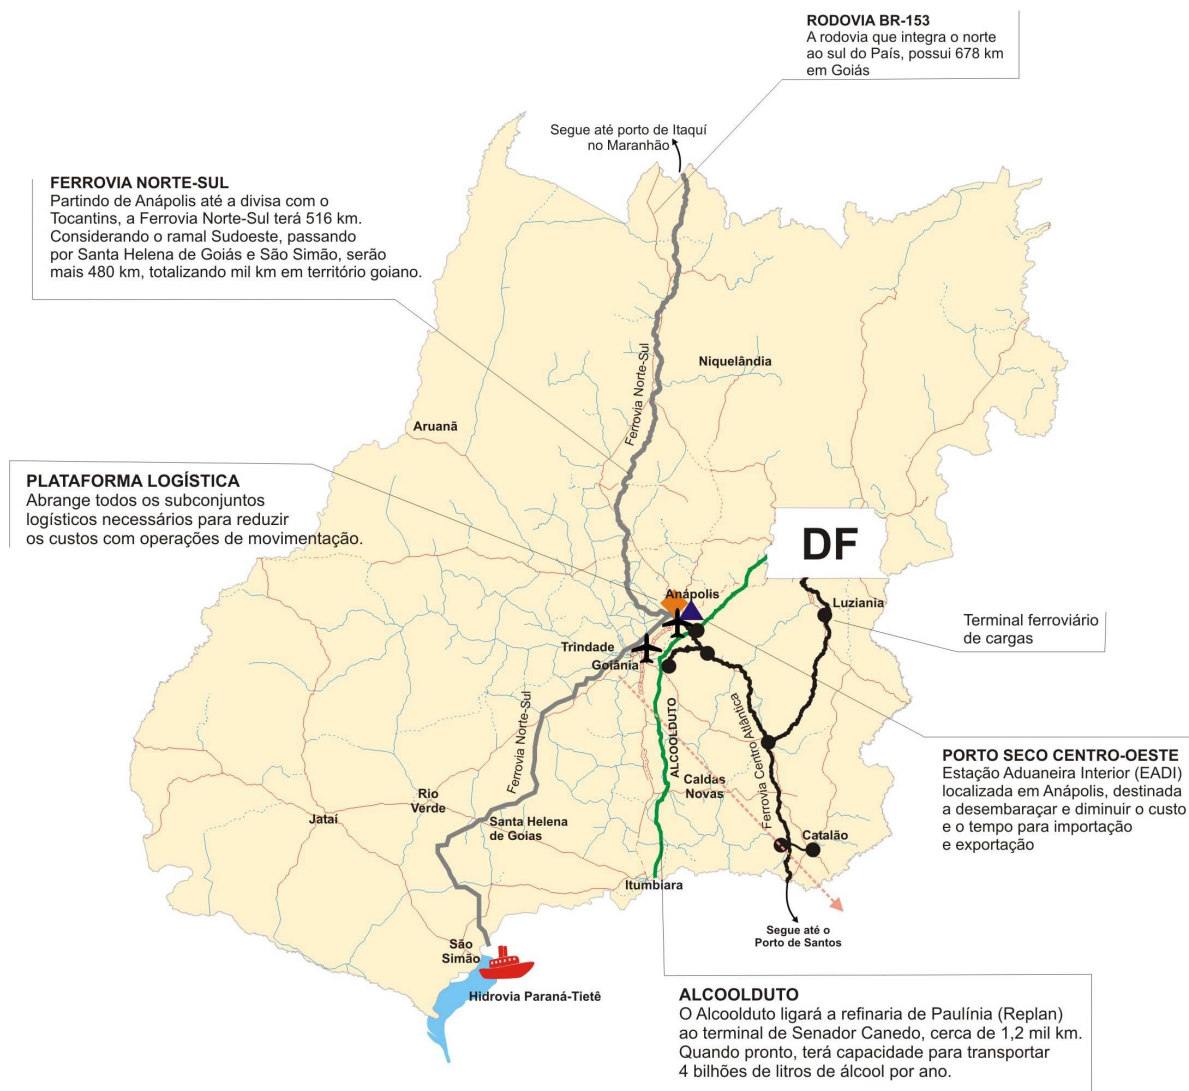 RODOVIA BR-153
A rodovia que integra o norte
ao sul do País, possui 678 km
em Goiás
Segue até porto de Itaquí
no Maranhão
FERROVIA NORTE-SUL
Partindo de Anápolis até a divisa com o
Tocantins, a Ferrovia Norte-Sul terá 516 km.
Considerando o ramal Sudoeste, passando
por Santa Helena de Goiás e São Simão, serão
mais 480 km, totalizando mil km em território goiano.
Ferrovia Norte-Sul
Niquelândia
Aruanã
PLATAFORMA LOGÍSTICA
Abrange todos os subconjuntos
logísticos necessários para reduzir
os custos com operações de movimentação.
DF
Anápolis
Luziania
Terminal ferroviário
de cargas
Trindade
Goiânia
Ferrovia Norte-Sul
ALCOOLDUTO
Ferrovia Centro Atlântica
PORTO SECO CENTRO-OESTE
Estação Aduaneira Interior (EADI)
localizada em Anápolis, destinada
a desembaraçar e diminuir o custo
e o tempo para importação
e exportação
Caldas
Novas
Rio
Verde
Jataí
Santa Helena
de Goias
Catalão
Itumbiara
Segue até o
Porto de Santos
São
Simão
Hidrovia Paraná-Tietê
ALCOOLDUTO
O Alcoolduto ligará a refinaria de Paulínia (Replan)
ao terminal de Senador Canedo, cerca de 1,2 mil km.
Quando pronto, terá capacidade para transportar
4 bilhões de litros de álcool por ano.